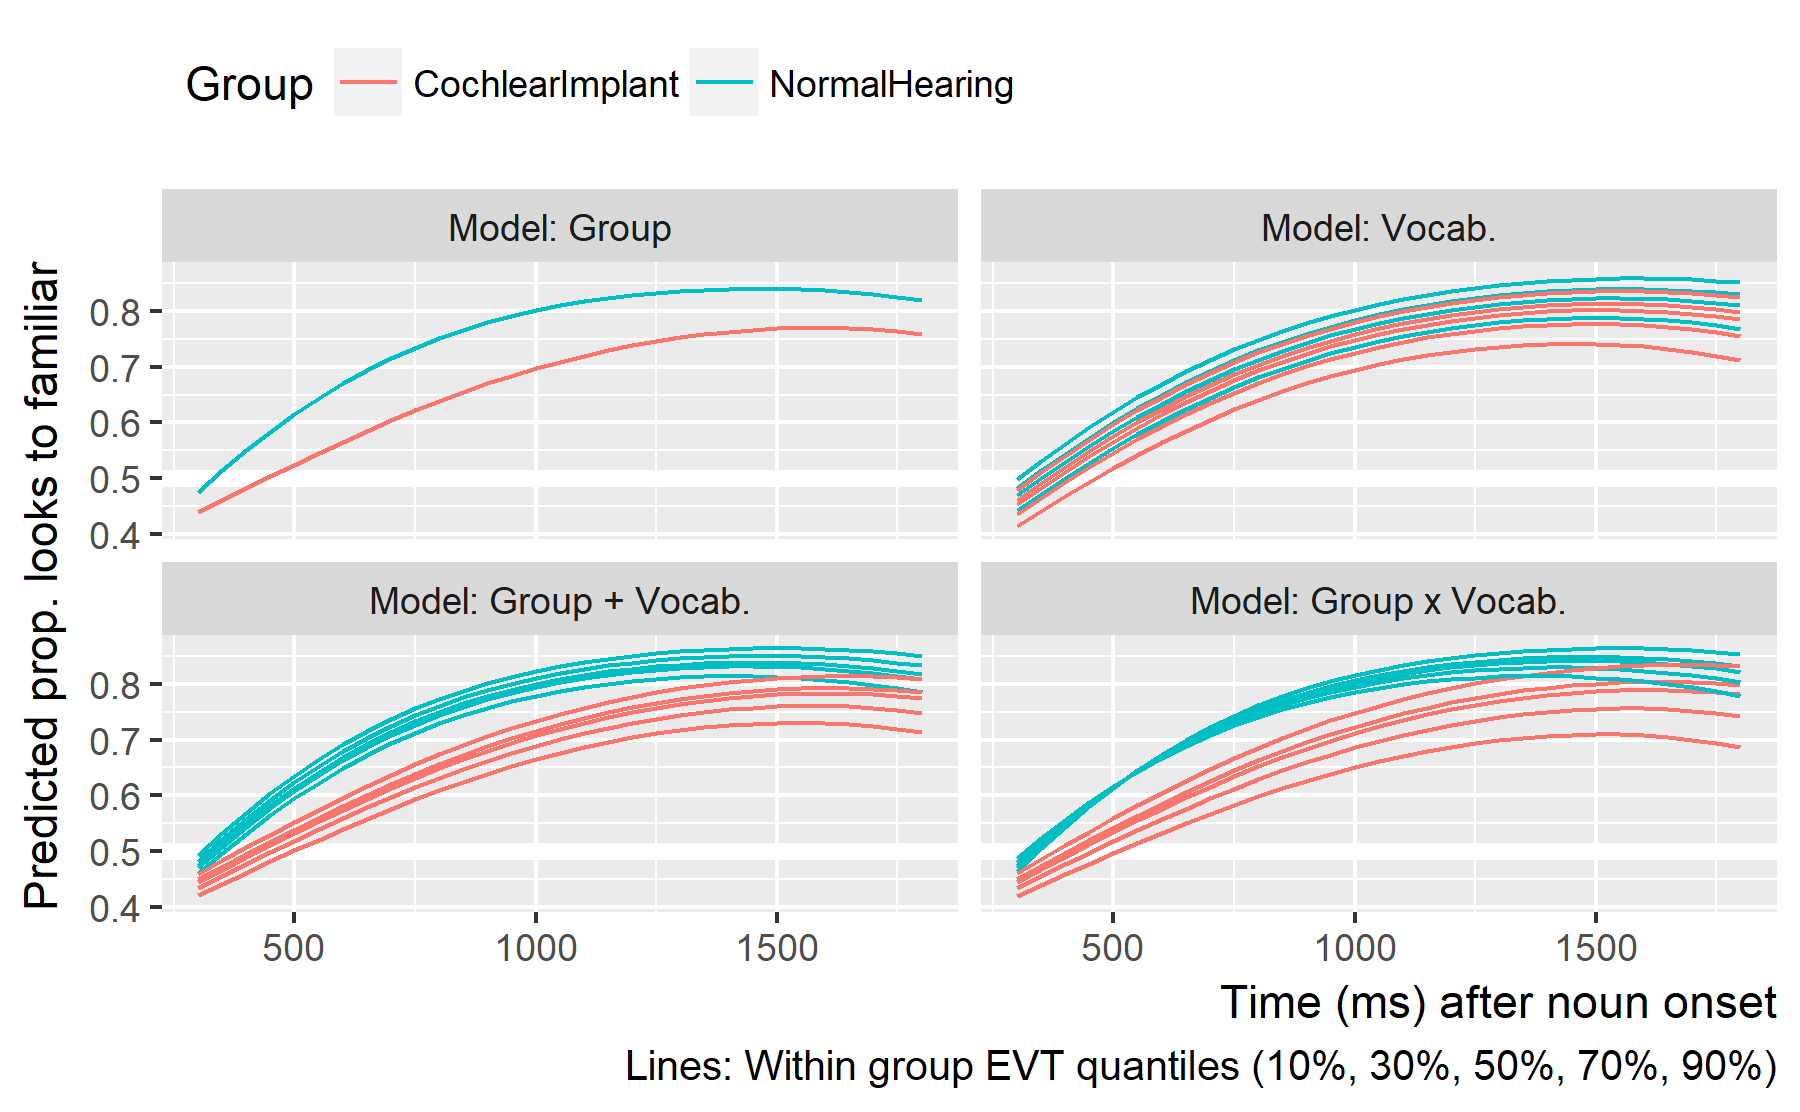 Group CochlearImplant NormalHearing
Model: Group
Model: Vocab.
Predicted prop. looks to familiar
0.8
0.7
0.6
0.5
0.4
Model: Group + Vocab.
Model: Group x Vocab.
0.8
0.7
0.6
0.5
0.4
500 1000 1500
500 1000 1500
Time (ms) after noun onset
Lines: Within group EVT quantiles (10%, 30%, 50%, 70%, 90%)